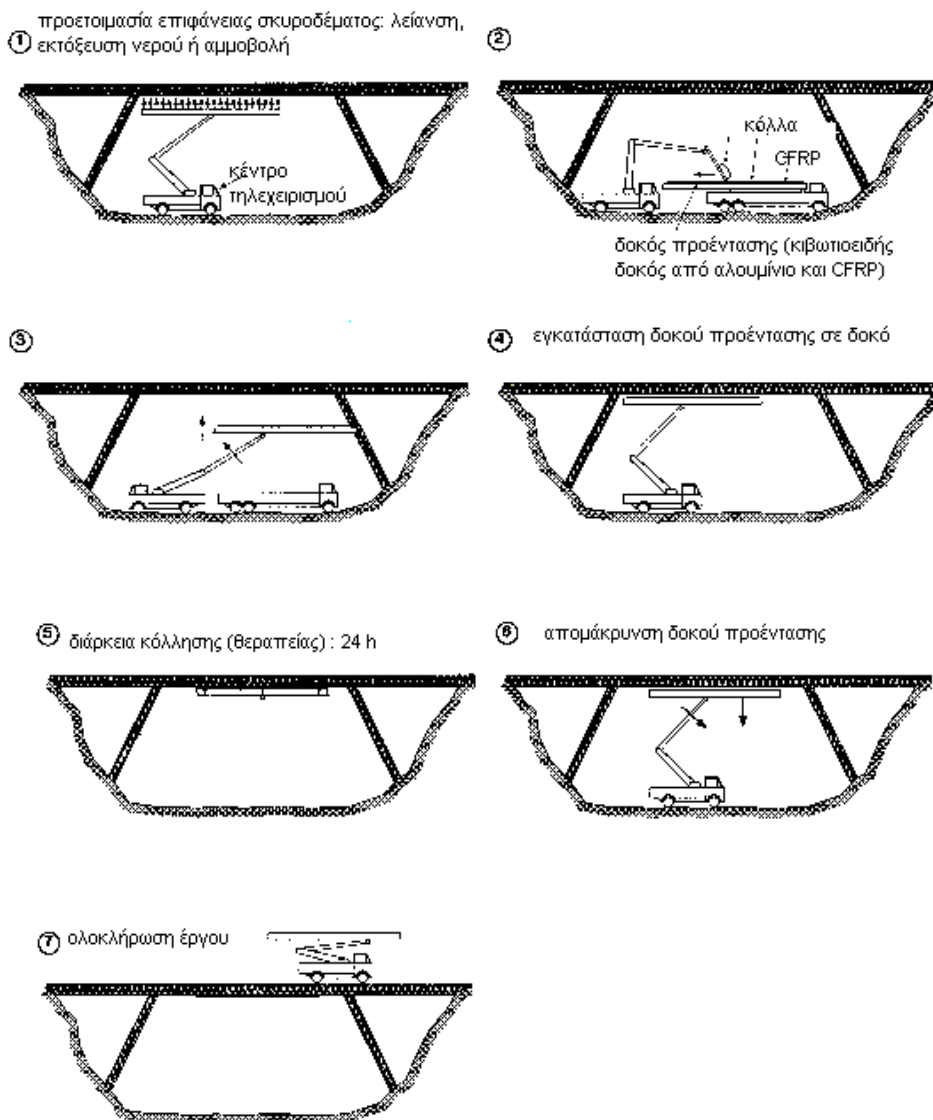 ① προετοιμασία επιφάνειας σκυροδέματος: λείανση,
εκτόξευση νερού ή αμμοβολή
κέντρο
τηλεχειρισμού
②
κόλλα
CFRP
δοκός προέντασης (κιβωτιοειδής
δοκός από αλουμίνιο και CFRP)
③
④ εγκατάσταση δοκού προέντασης σε δοκό
⑤ διάρκεια κόλλησης (θεραπείας) : 24 h
⑥ απομάκρυνση δοκού προέντασης
⑦ ολοκλήρωση έργου